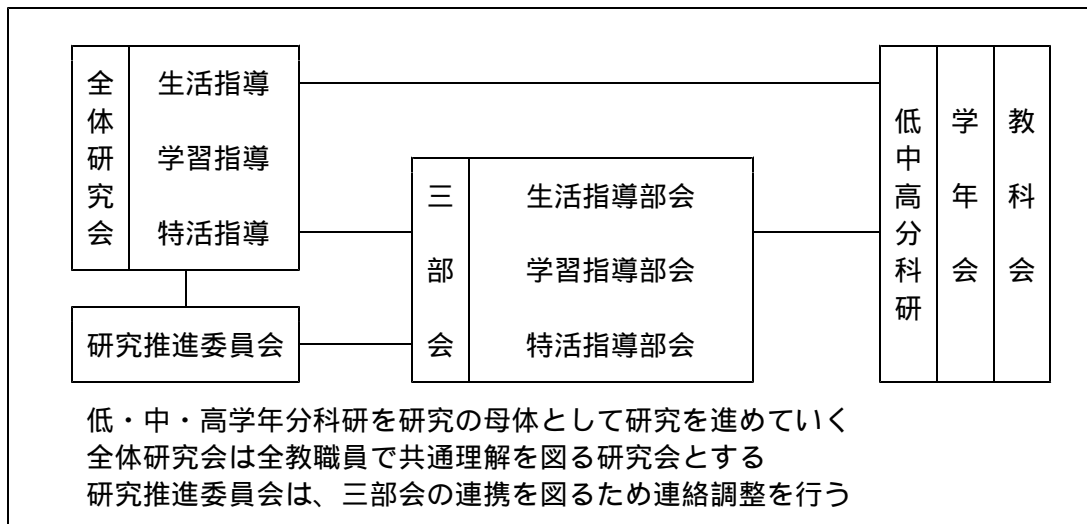 全体研究会
生活指導
学習指導
特活指導
研究推進委員会
三部会
生活指導部会
学習指導部会
特活指導部会
低中高分科研
学年会
教科会
低・中・高学年分科研を研究の母体として研究を進めていく
全体研究会は全教職員で共通理解を図る研究会とする
研究推進委員会は、三部会の連携を図るため連絡調整を行う